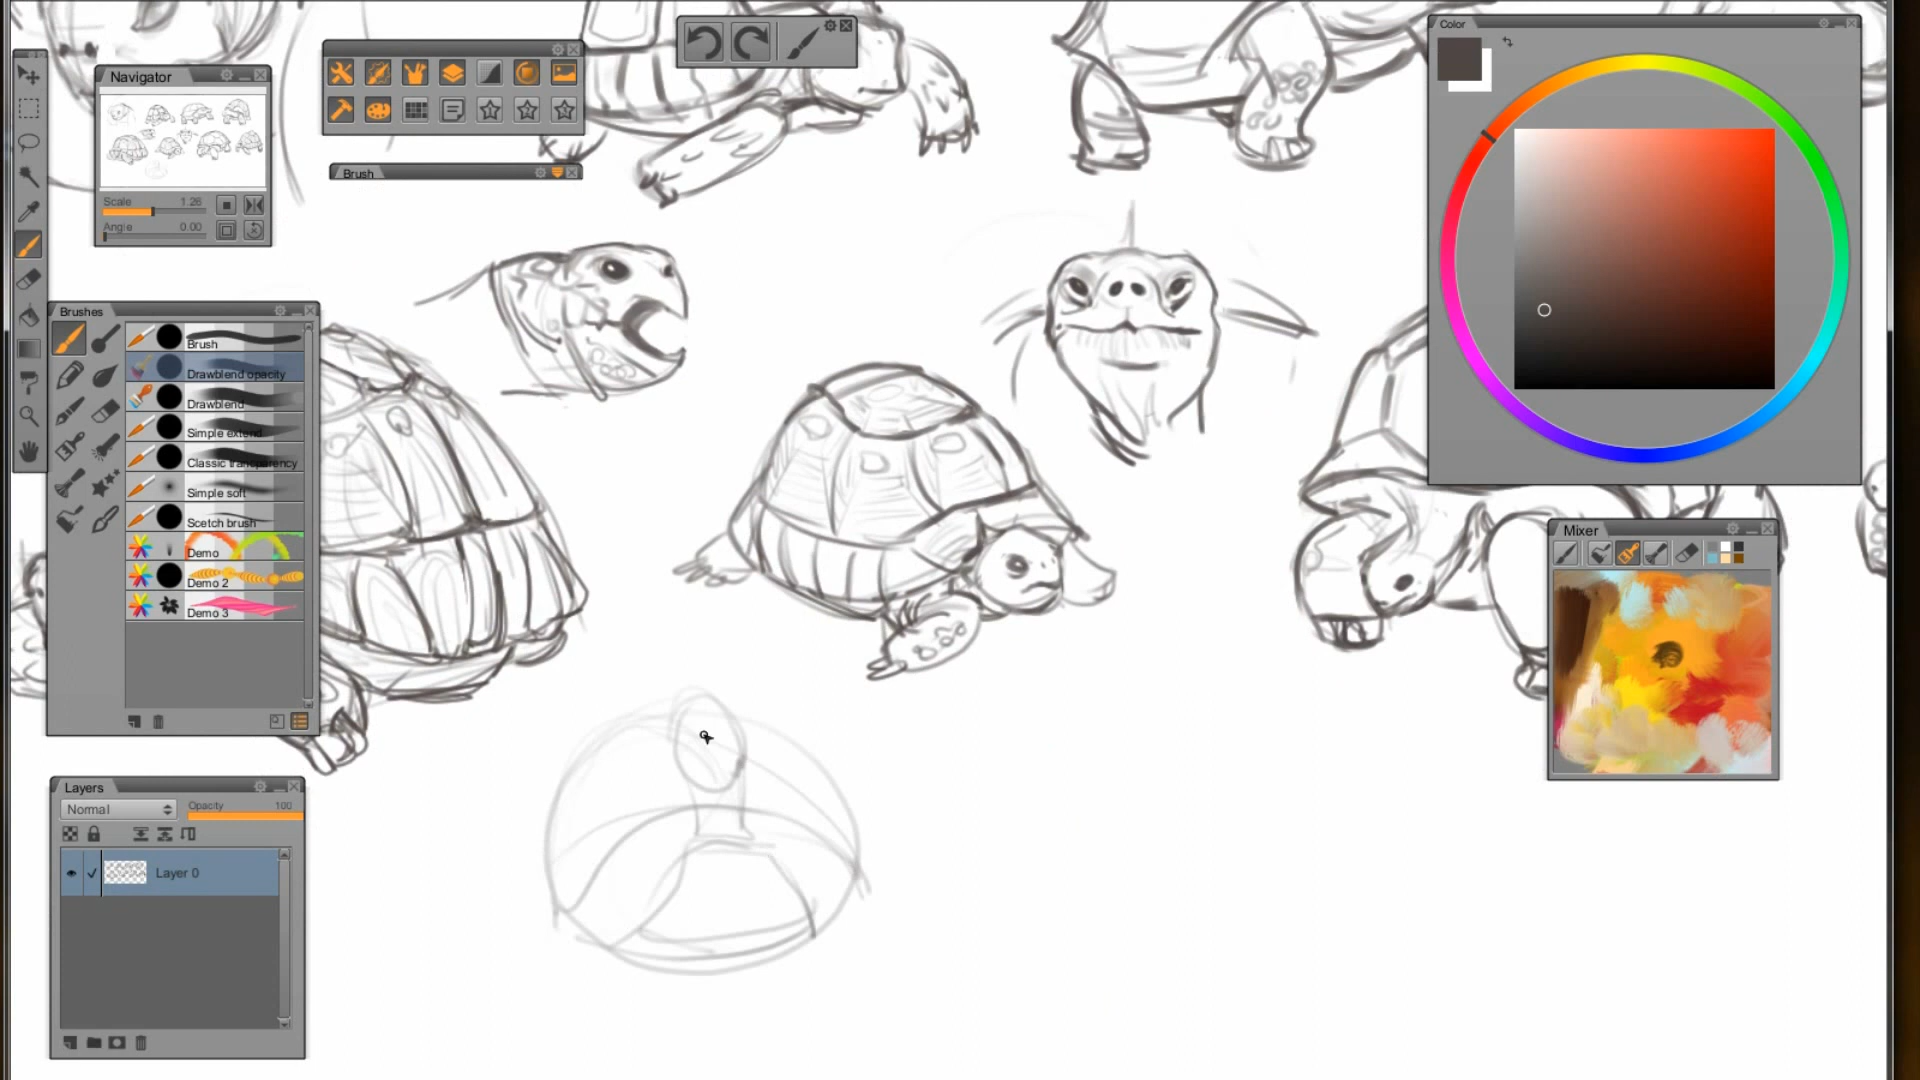 Navigator
Scale 1.26
Angle 0.00
Brush
Color
Brushes
Brush
Drawblend opacity
Drawblend
Simple extend
Classic transparency
Simple soft
Scetch brush
Demo
Demo 2
Demo 3
Mixer
Layers
Normal
Opacity 100
Layer 0